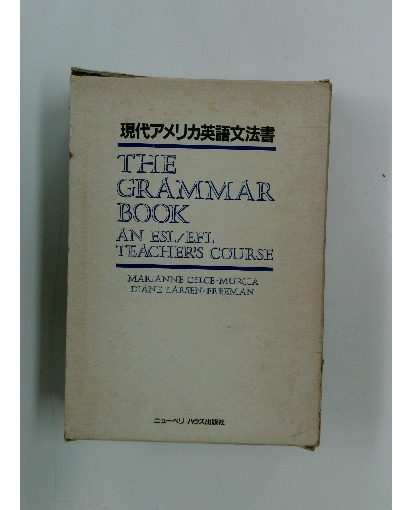 現代アメリカ英語文法書
THE
GRAMMAR
BOOK
AN ESL/EFL
TEACHER'S COURSE
MARIANNE CELCE-MURCIA
DIANE LARSEN-FREEMAN
ニューベリ ハウス出版社